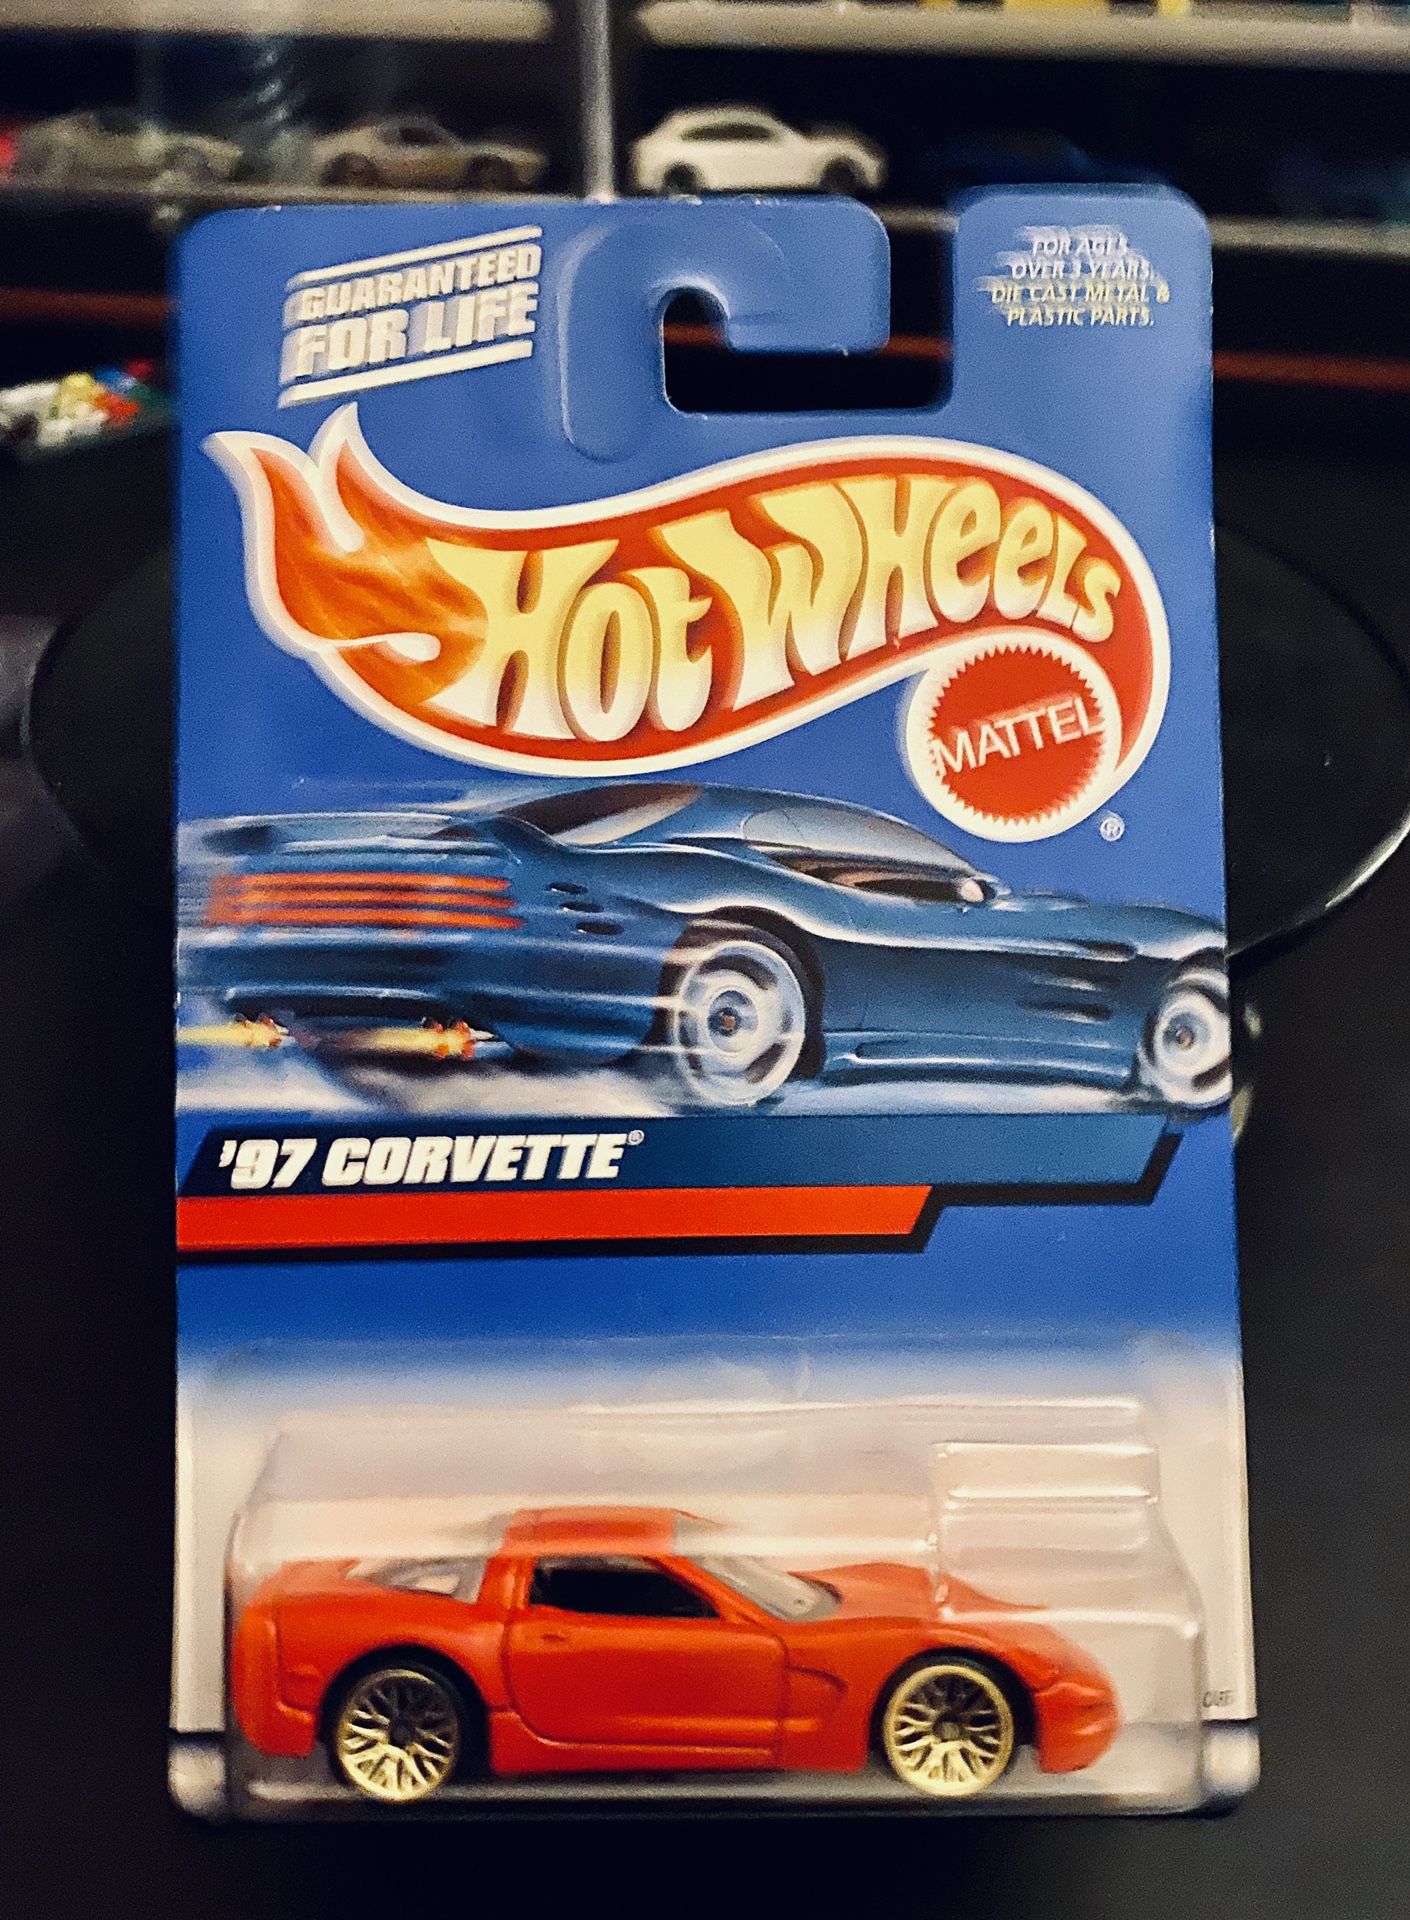 GUARANTEED
FOR LIFE
FOR AGES
OVER 3 YEARS.
DIE CAST METAL &
PLASTIC PARTS.
HOT WHEELS
MATTEL
®
'97 CORVETTE®